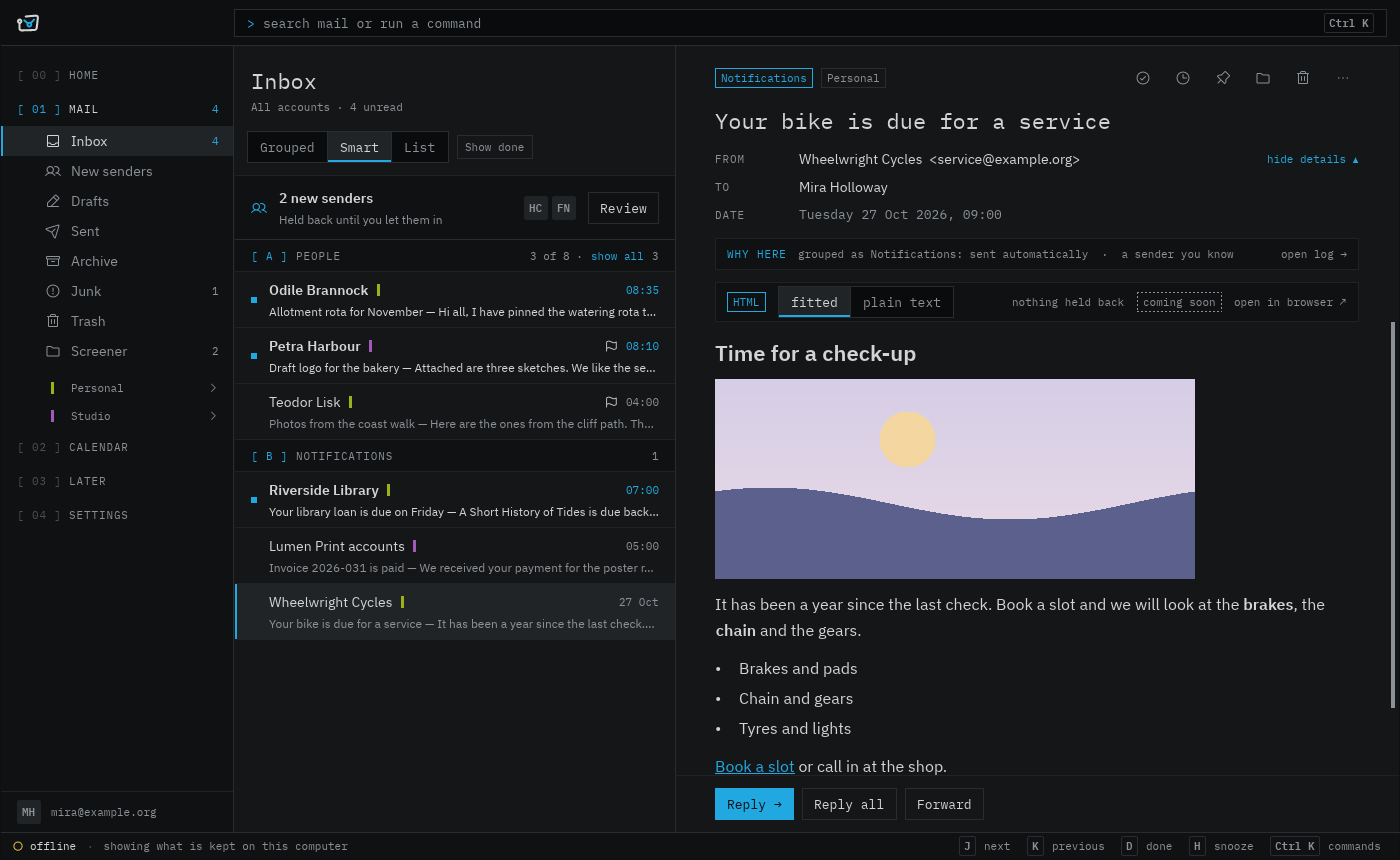 > search mail or run a command
Ctrl K
[ 00 ] HOME
[ 01 ] MAIL 4
Inbox 4
New senders
Drafts
Sent
Archive
Junk 1
Trash
Screener 2
Personal
Studio
[ 02 ] CALENDAR
[ 03 ] LATER
[ 04 ] SETTINGS
MH mira@example.org
Inbox
All accounts · 4 unread
Grouped Smart List Show done
2 new senders
Held back until you let them in
HC FN Review
[ A ] PEOPLE 3 of 8 · show all 3
Odile Brannock 08:35
Allotment rota for November — Hi all, I have pinned the watering rota t...
Petra Harbour 08:10
Draft logo for the bakery — Attached are three sketches. We like the se...
Teodor Lisk 04:00
Photos from the coast walk — Here are the ones from the cliff path. Th...
[ B ] NOTIFICATIONS 1
Riverside Library 07:00
Your library loan is due on Friday — A Short History of Tides is due back...
Lumen Print accounts 05:00
Invoice 2026-031 is paid — We received your payment for the poster r...
Wheelwright Cycles 27 Oct
Your bike is due for a service — It has been a year since the last check....
Notifications Personal
Your bike is due for a service
FROM Wheelwright Cycles <service@example.org> hide details ▴
TO Mira Holloway
DATE Tuesday 27 Oct 2026, 09:00
WHY HERE grouped as Notifications: sent automatically · a sender you know open log →
HTML fitted plain text nothing held back coming soon open in browser ↗
Time for a check-up
It has been a year since the last check. Book a slot and we will look at the brakes, the
chain and the gears.
• Brakes and pads
• Chain and gears
• Tyres and lights
Book a slot or call in at the shop.
Reply → Reply all Forward
offline · showing what is kept on this computer
J next K previous D done H snooze Ctrl K commands